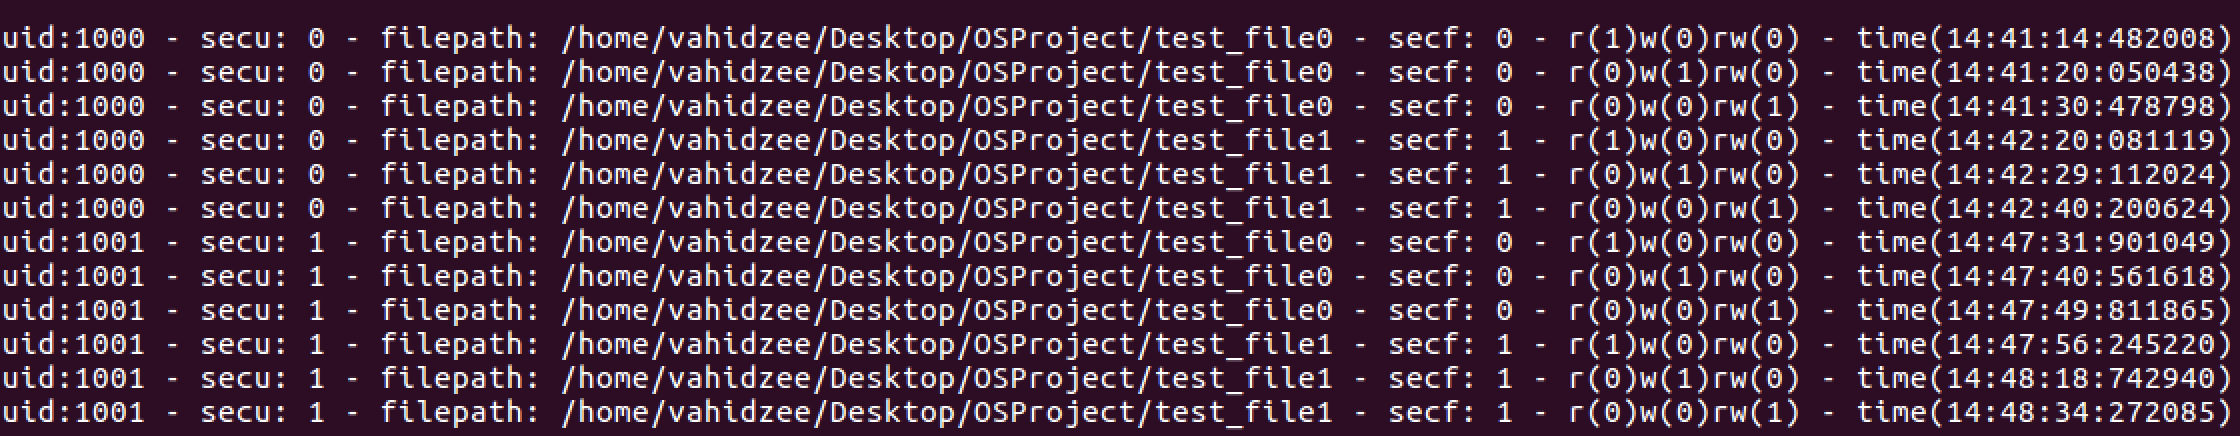 uid:1000 - secu: 0 - filepath: /home/vahidzee/Desktop/OSProject/test_file0 - secf: 0 - r(1)w(0)rw(0) - time(14:41:14:482008)
uid:1000 - secu: 0 - filepath: /home/vahidzee/Desktop/OSProject/test_file0 - secf: 0 - r(0)w(1)rw(0) - time(14:41:20:050438)
uid:1000 - secu: 0 - filepath: /home/vahidzee/Desktop/OSProject/test_file0 - secf: 0 - r(0)w(0)rw(1) - time(14:41:30:478798)
uid:1000 - secu: 0 - filepath: /home/vahidzee/Desktop/OSProject/test_file1 - secf: 1 - r(1)w(0)rw(0) - time(14:42:20:081119)
uid:1000 - secu: 0 - filepath: /home/vahidzee/Desktop/OSProject/test_file1 - secf: 1 - r(0)w(1)rw(0) - time(14:42:29:112024)
uid:1000 - secu: 0 - filepath: /home/vahidzee/Desktop/OSProject/test_file1 - secf: 1 - r(0)w(0)rw(1) - time(14:42:40:200624)
uid:1001 - secu: 1 - filepath: /home/vahidzee/Desktop/OSProject/test_file0 - secf: 0 - r(1)w(0)rw(0) - time(14:47:31:901049)
uid:1001 - secu: 1 - filepath: /home/vahidzee/Desktop/OSProject/test_file0 - secf: 0 - r(0)w(1)rw(0) - time(14:47:40:561618)
uid:1001 - secu: 1 - filepath: /home/vahidzee/Desktop/OSProject/test_file0 - secf: 0 - r(0)w(0)rw(1) - time(14:47:49:811865)
uid:1001 - secu: 1 - filepath: /home/vahidzee/Desktop/OSProject/test_file1 - secf: 1 - r(1)w(0)rw(0) - time(14:47:56:245220)
uid:1001 - secu: 1 - filepath: /home/vahidzee/Desktop/OSProject/test_file1 - secf: 1 - r(0)w(1)rw(0) - time(14:48:18:742940)
uid:1001 - secu: 1 - filepath: /home/vahidzee/Desktop/OSProject/test_file1 - secf: 1 - r(0)w(0)rw(1) - time(14:48:34:272085)